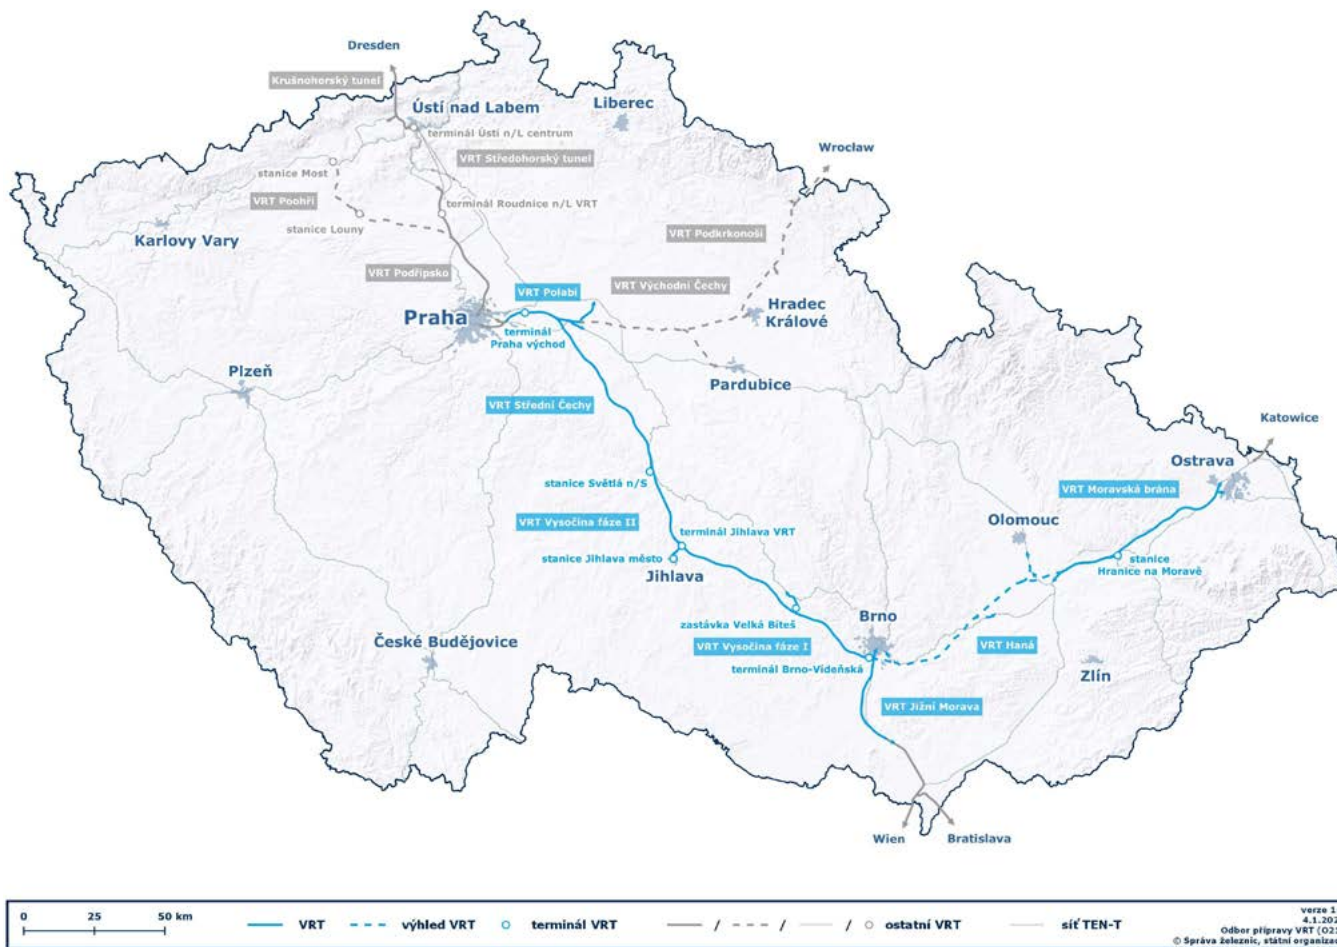 Dresden
Krušnohorský tunel
Ústí nad Labem
Liberec
terminál Ústí n/L centrum
Wrocław
VRT Středohorský tunel
stanice Most
VRT Poohří
terminál Roudnice n/L VRT
stanice Louny
Karlovy Vary
VRT Podkrkonoší
VRT Podřipsko
VRT Východní Čechy
VRT Polabí
Praha
Hradec
Králové
terminál
Praha východ
Plzeň
Pardubice
VRT Střední Čechy
Katowice
Ostrava
stanice Světlá n/S
VRT Moravská brána
VRT Vysočina fáze II
Olomouc
terminál Jihlava VRT
stanice Jihlava město
stanice
Hranice na Moravě
Jihlava
zastávka Velká Bíteš
Brno
České Budějovice
VRT Vysočina fáze I
VRT Haná
terminál Brno-Vídeňská
Zlín
VRT Jižní Morava
Wien
Bratislava
0 25 50 km
VRT
výhled VRT
terminál VRT
/ / / ostatní VRT
síť TEN-T
verze
4.1.202
Odbor přípravy VRT
© Správa železnic, státní organiz